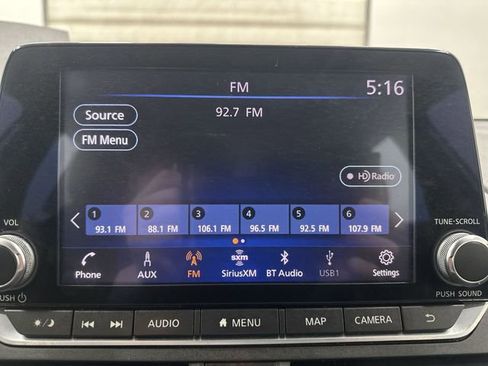 FM
5:16
Source
92.7 FM
FM Menu
HD Radio
1 2 3 4 5 6
93.1 FM 88.1 FM 106.1 FM 96.5 FM 92.5 FM 107.9 FM
VOL
TUNE·SCROLL
sxm
Phone AUX FM SiriusXM BT Audio USB1 Settings
PUSH
PUSH SOUND
AUDIO MENU MAP CAMERA